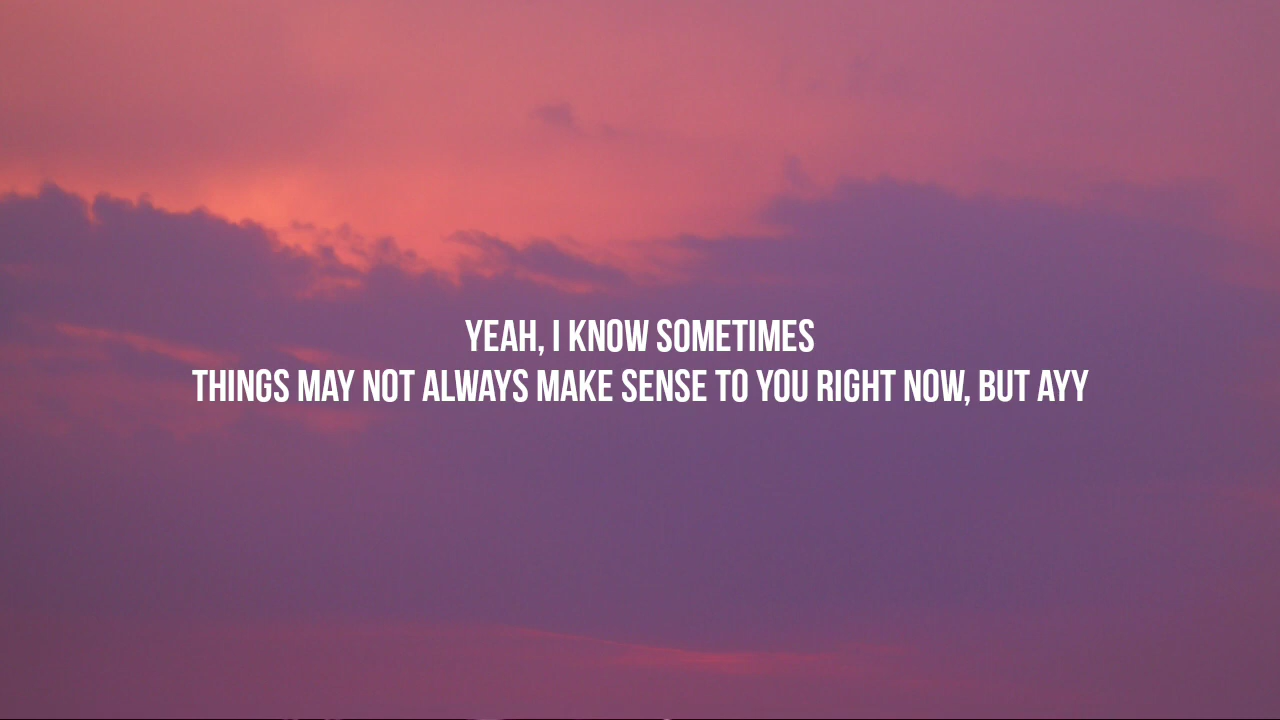 YEAH, I KNOW SOMETIMES
THINGS MAY NOT ALWAYS MAKE SENSE TO YOU RIGHT NOW, BUT AYY